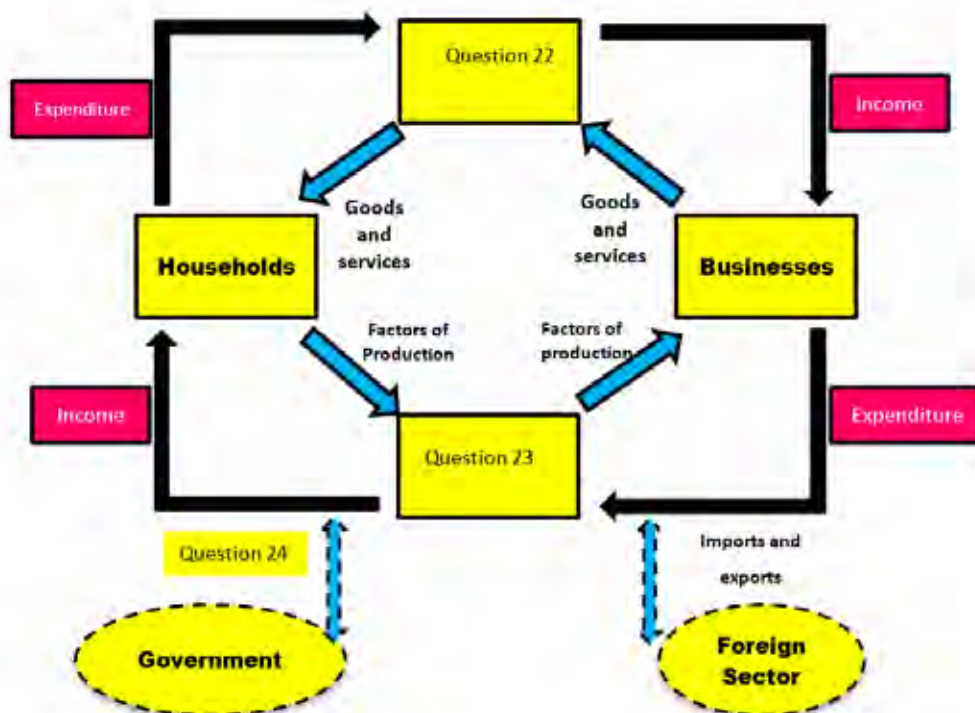 Question 22
Expenditure
Income
Goods
and
services
Goods
and
services
Households
Businesses
Factors of
Production
Factors of
production
Income
Expenditure
Question 23
Question 24
Imports and
exports
Government
Foreign
Sector